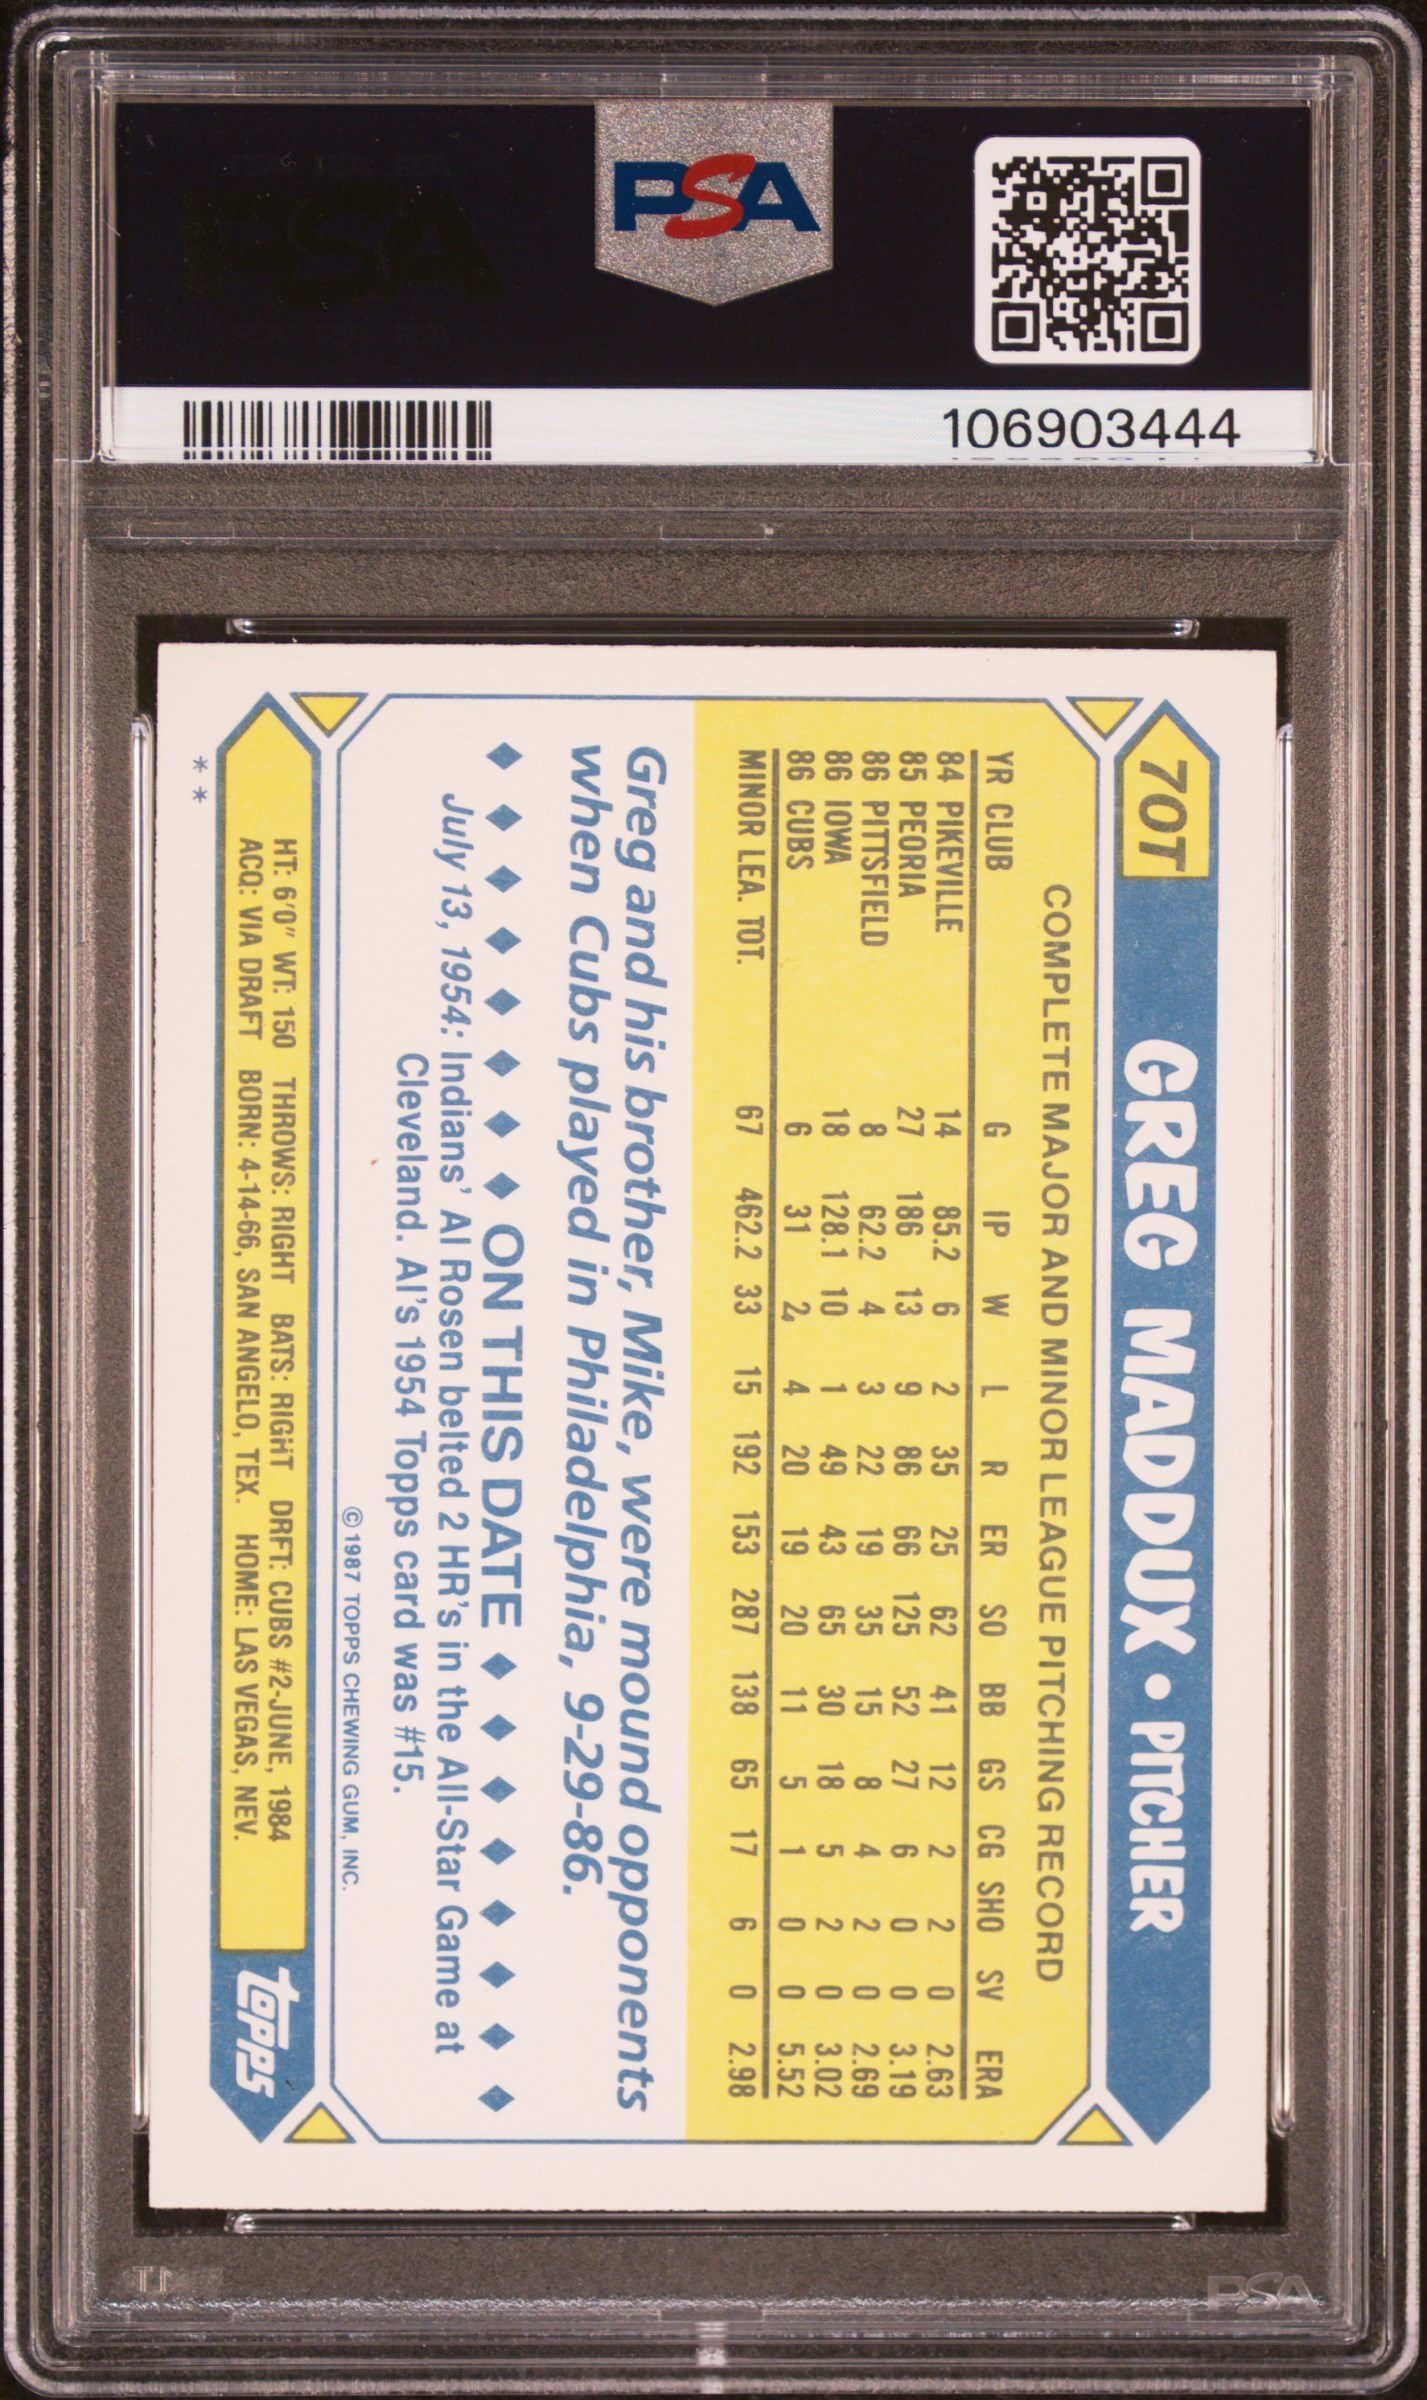 PSA
106903444
70T GREG MADDUX • PITCHER
COMPLETE MAJOR AND MINOR LEAGUE PITCHING RECORD
YR CLUB G IP W L R ER SO BB GS CG SHO SV ERA
84 PIKEVILLE 14 85.2 6 2 35 25 62 41 12 2 2 0 2.63
85 PEORIA 27 186 13 9 86 66 125 52 27 6 0 0 3.19
86 PITTSFIELD 8 62.2 4 3 22 19 35 15 8 4 2 0 2.69
86 IOWA 18 128.1 10 1 49 43 65 30 18 5 2 0 3.02
86 CUBS 6 31 2 4 20 19 20 11 5 1 0 0 5.52
MINOR LEA. TOT. 67 462.2 33 15 192 153 287 138 65 17 6 0 2.98
Greg and his brother, Mike, were mound opponents
when Cubs played in Philadelphia, 9-29-86.
◆ ◆ ◆ ◆ ◆ ◆ ◆ ◆ ON THIS DATE ◆ ◆ ◆ ◆ ◆ ◆ ◆ ◆
July 13, 1954: Indians' Al Rosen belted 2 HR's in the All-Star Game at
Cleveland. Al's 1954 Topps card was #15.
© 1987 TOPPS CHEWING GUM, INC.
HT: 6'0" WT: 150 THROWS: RIGHT BATS: RIGHT DRFT: CUBS #2-JUNE, 1984
ACQ: VIA DRAFT BORN: 4-14-66, SAN ANGELO, TEX. HOME: LAS VEGAS, NEV.
topps
* *
PSA